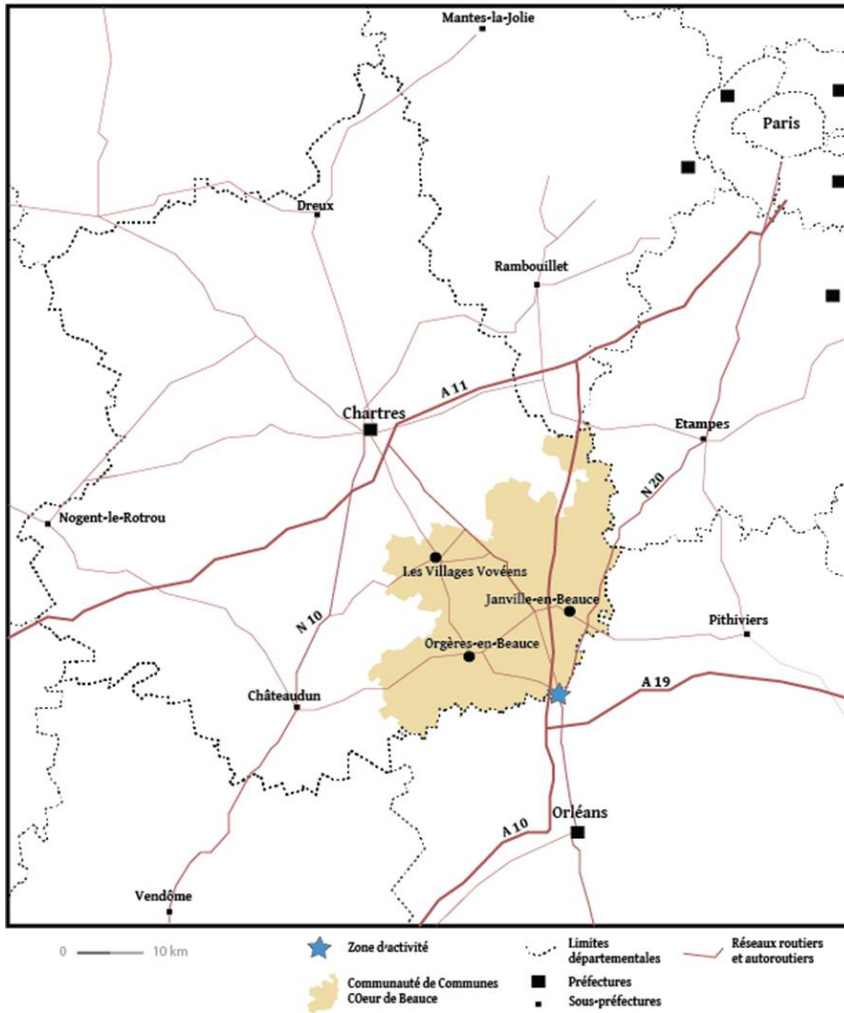 Mantes-la-Jolie
Paris
Dreux
Rambouillet
A 11
Chartres
Etampes
N 20
Nogent-le-Rotrou
Les Villages Vovéens
Janville-en-Beauce
N 10
Pithiviers
Orgères-en-Beauce
A 19
Châteaudun
Orléans
A 10
Vendôme
0 10 km
Zone d'activité
Communauté de Communes
COeur de Beauce
Limites
départementales
Préfectures
Sous-préfectures
Réseaux routiers
et autoroutiers